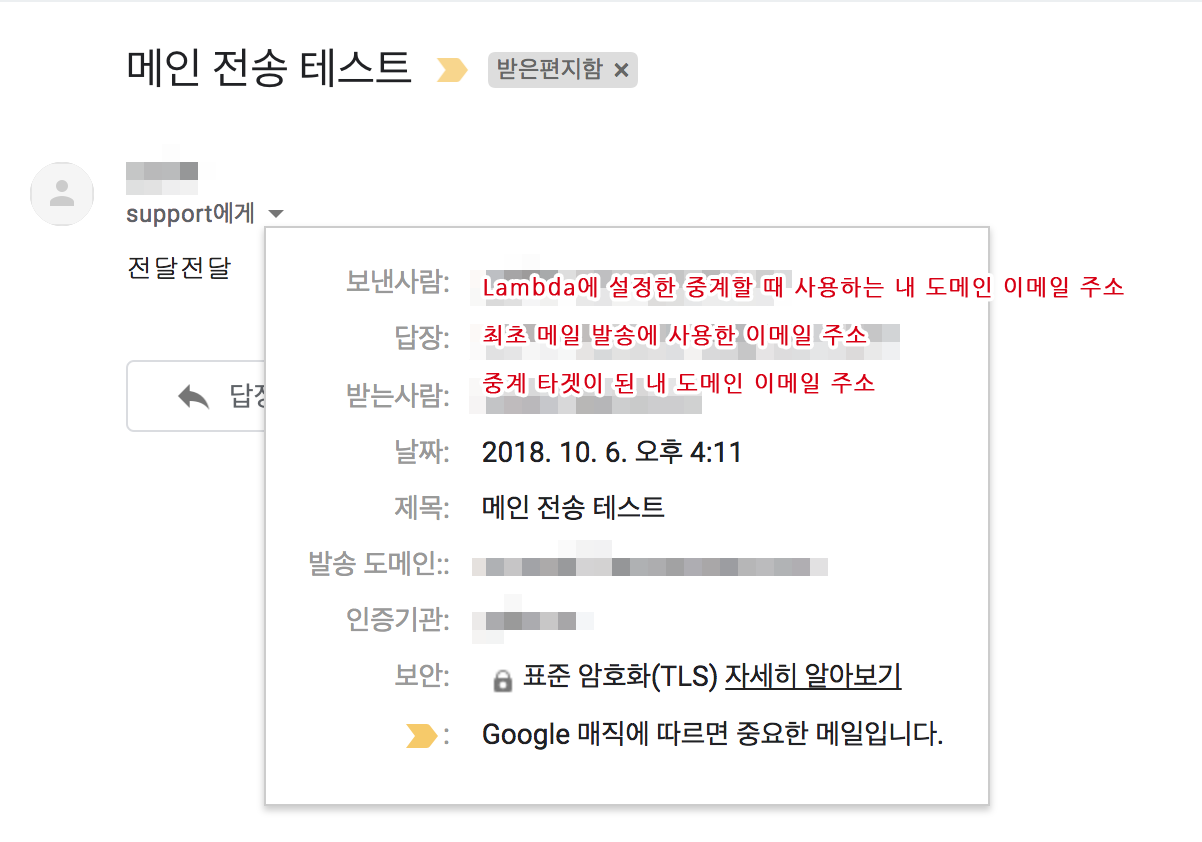 메인 전송 테스트
받은편지함 ×
support에게
전달전달
답장
보낸사람: Lambda에 설정한 중계할 때 사용하는 내 도메인 이메일 주소
답장: 최초 메일 발송에 사용한 이메일 주소
받는사람: 중계 타겟이 된 내 도메인 이메일 주소
날짜: 2018. 10. 6. 오후 4:11
제목: 메인 전송 테스트
발송 도메인::
인증기관:
보안: 표준 암호화(TLS) 자세히 알아보기
: Google 매직에 따르면 중요한 메일입니다.